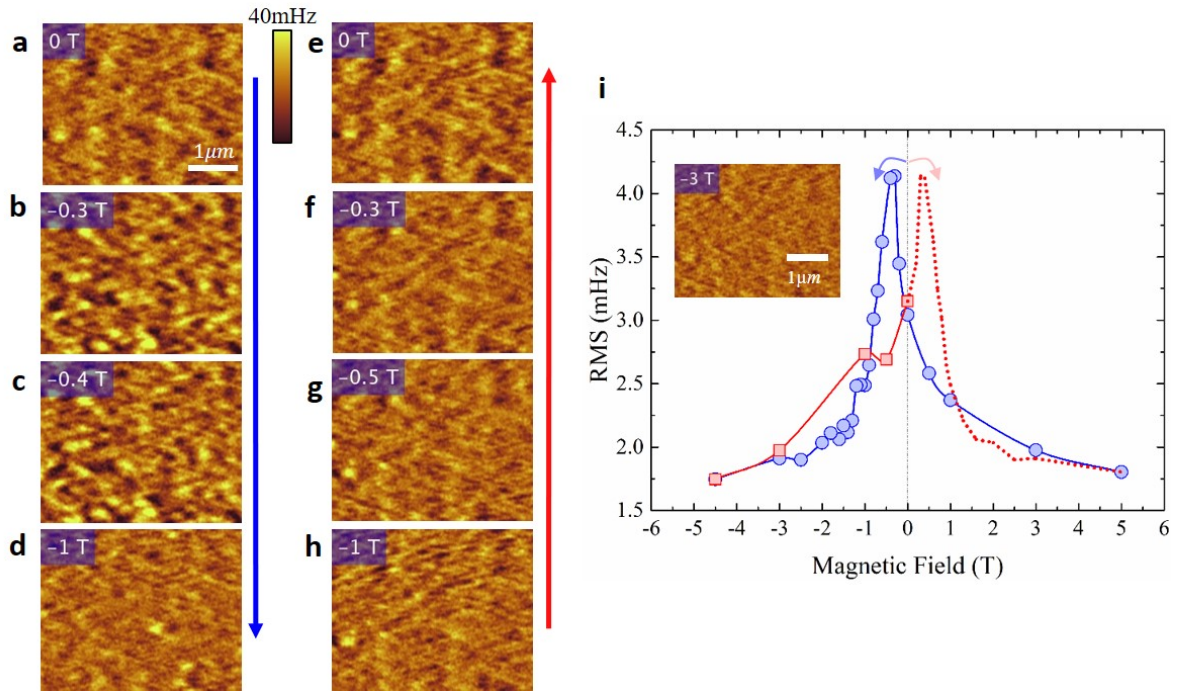 40mHz
a
0 T
1μm
b
−0.3 T
c
−0.4 T
d
−1 T
e
0 T
f
−0.3 T
g
−0.5 T
h
−1 T
i
−3 T
1μm
RMS (mHz)
4.5
4.0
3.5
3.0
2.5
2.0
1.5
-6 -5 -4 -3 -2 -1 0 1 2 3 4 5 6
Magnetic Field (T)